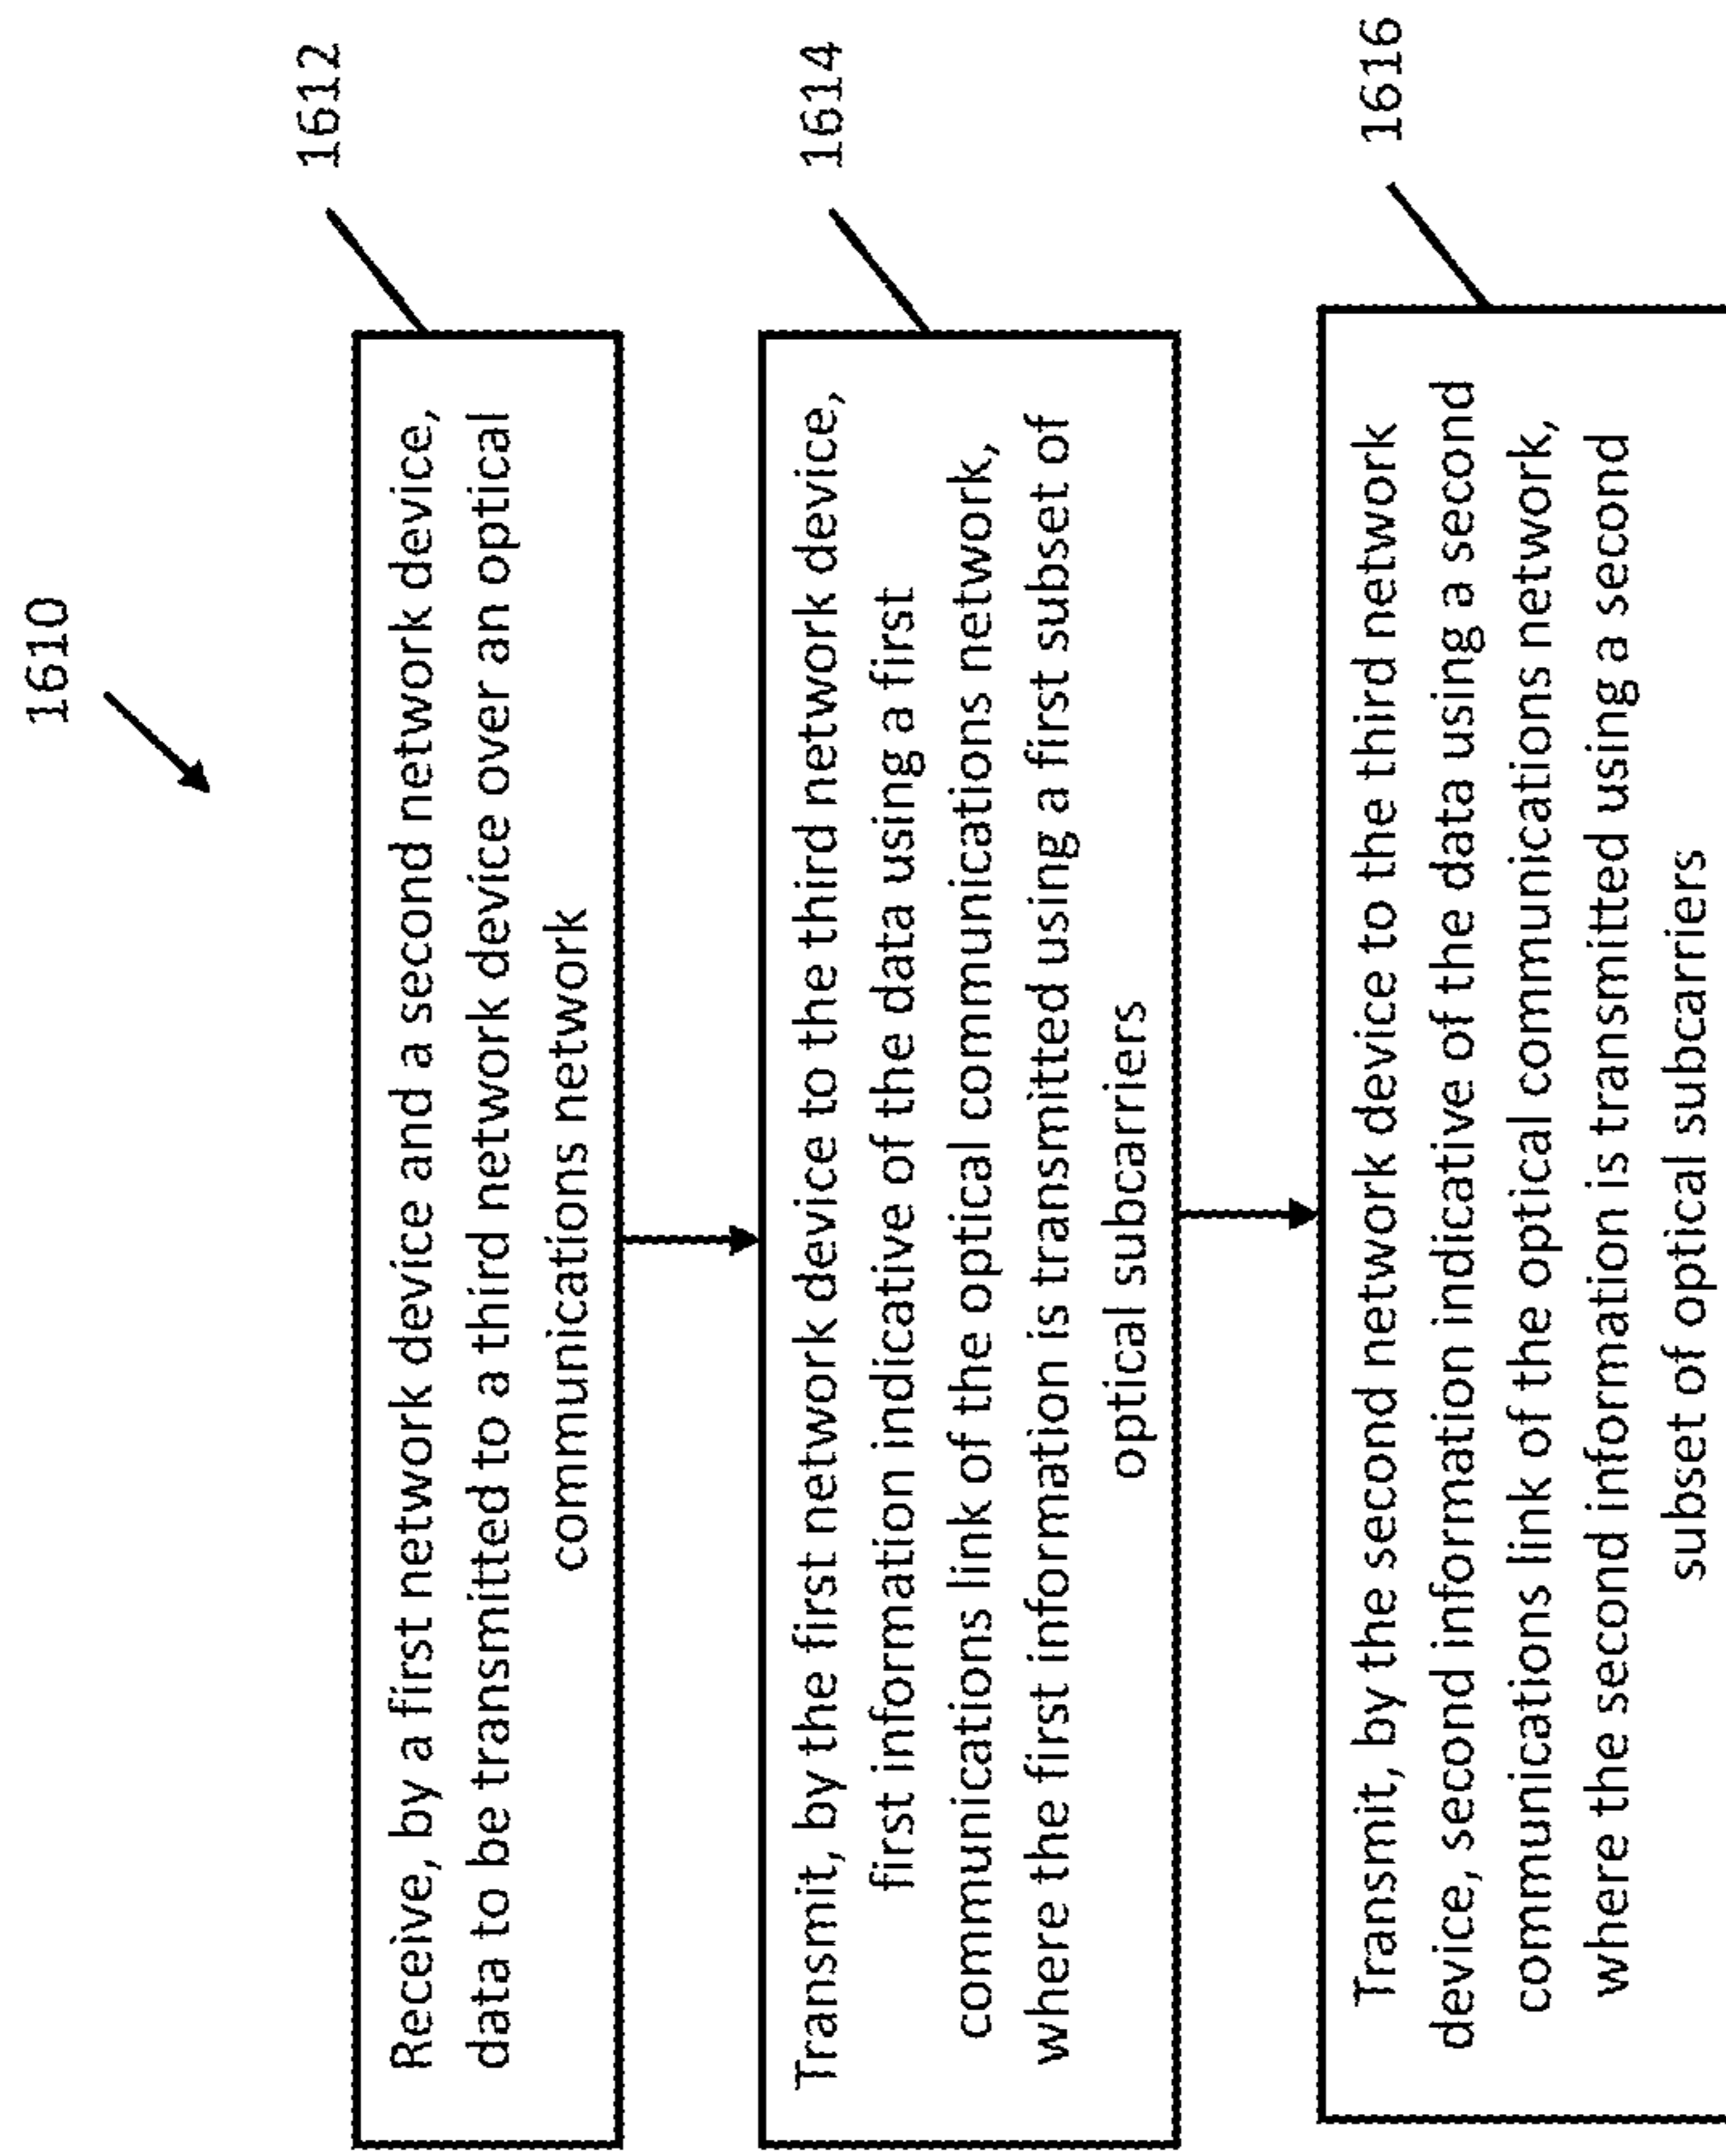 1610
1612
Receive, by a first network device and a second network device,
data to be transmitted to a third network device over an optical
communications network
1614
Transmit, by the first network device to the third network device,
first information indicative of the data using a first
communications link of the optical communications network,
where the first information is transmitted using a first subset of
optical subcarriers
1616
Transmit, by the second network device to the third network
device, second information indicative of the data using a second
communications link of the optical communications network,
where the second information is transmitted using a second
subset of optical subcarriers